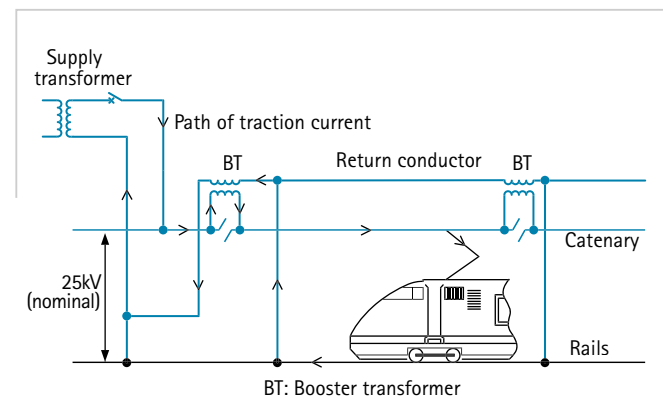 Supply
transformer
Path of traction current
BT
Return conductor
BT
Catenary
25kV
(nominal)
Rails
BT: Booster transformer